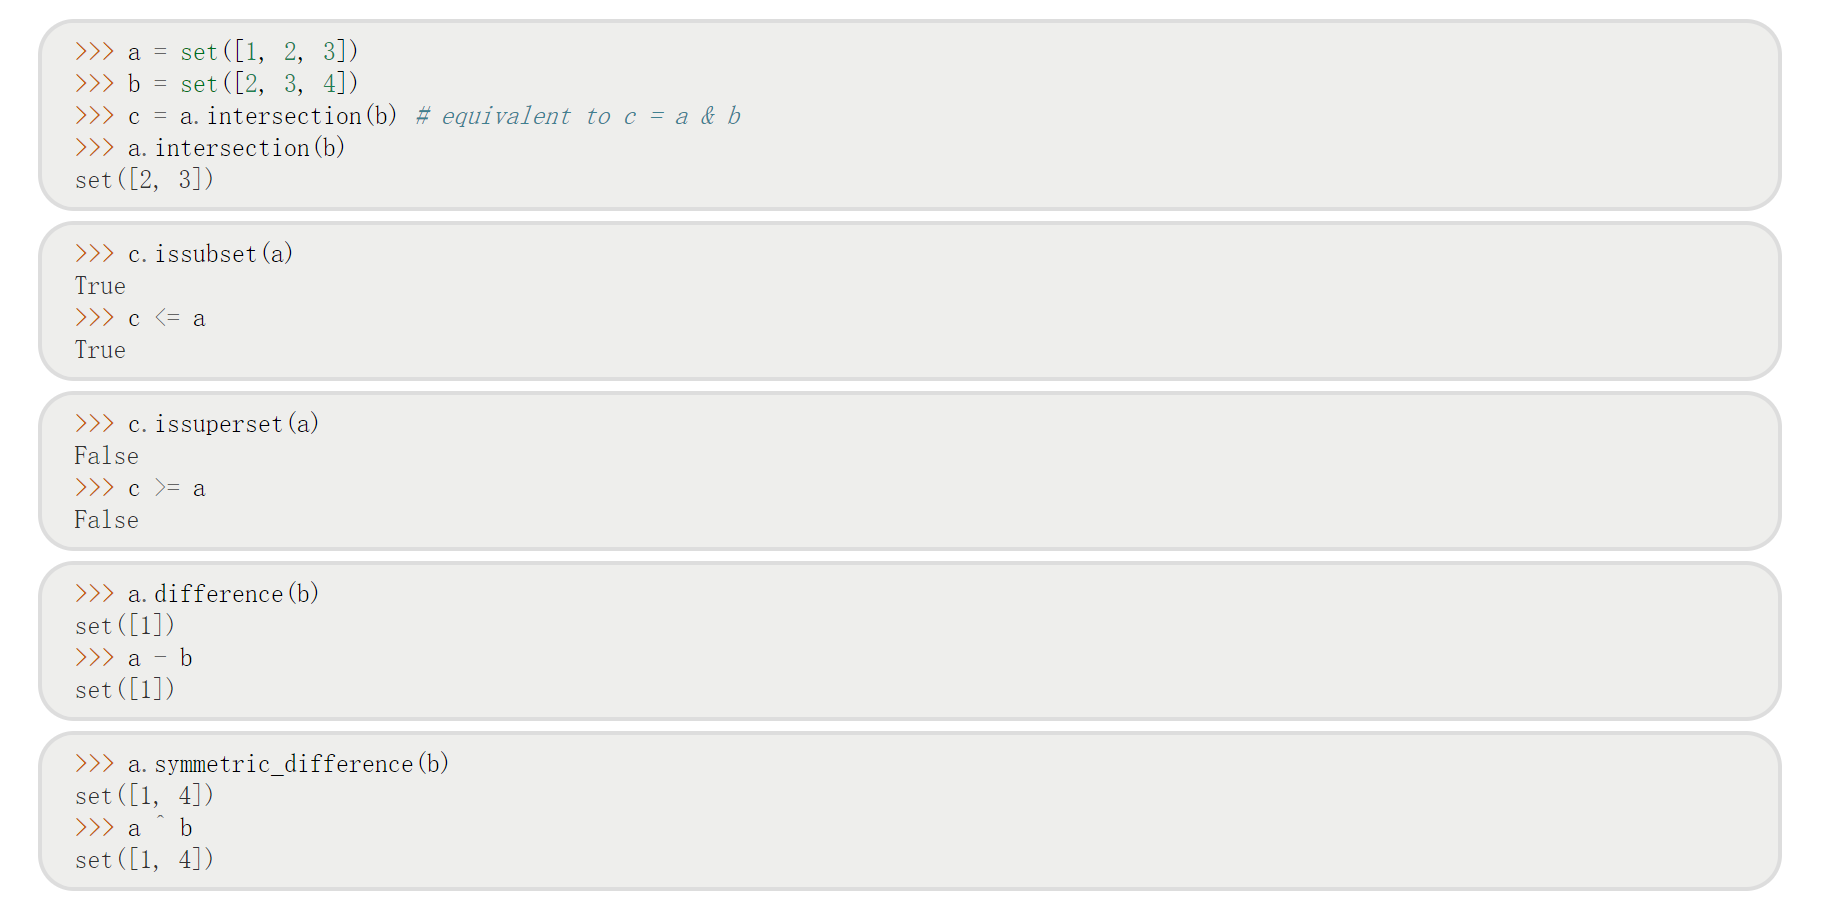 >>> a = set([1, 2, 3])
>>> b = set([2, 3, 4])
>>> c = a.intersection(b) # equivalent to c = a & b
>>> a.intersection(b)
set([2, 3])
>>> c.issubset(a)
True
>>> c <= a
True
>>> c.issuperset(a)
False
>>> c >= a
False
>>> a.difference(b)
set([1])
>>> a - b
set([1])
>>> a.symmetric_difference(b)
set([1, 4])
>>> a ^ b
set([1, 4])